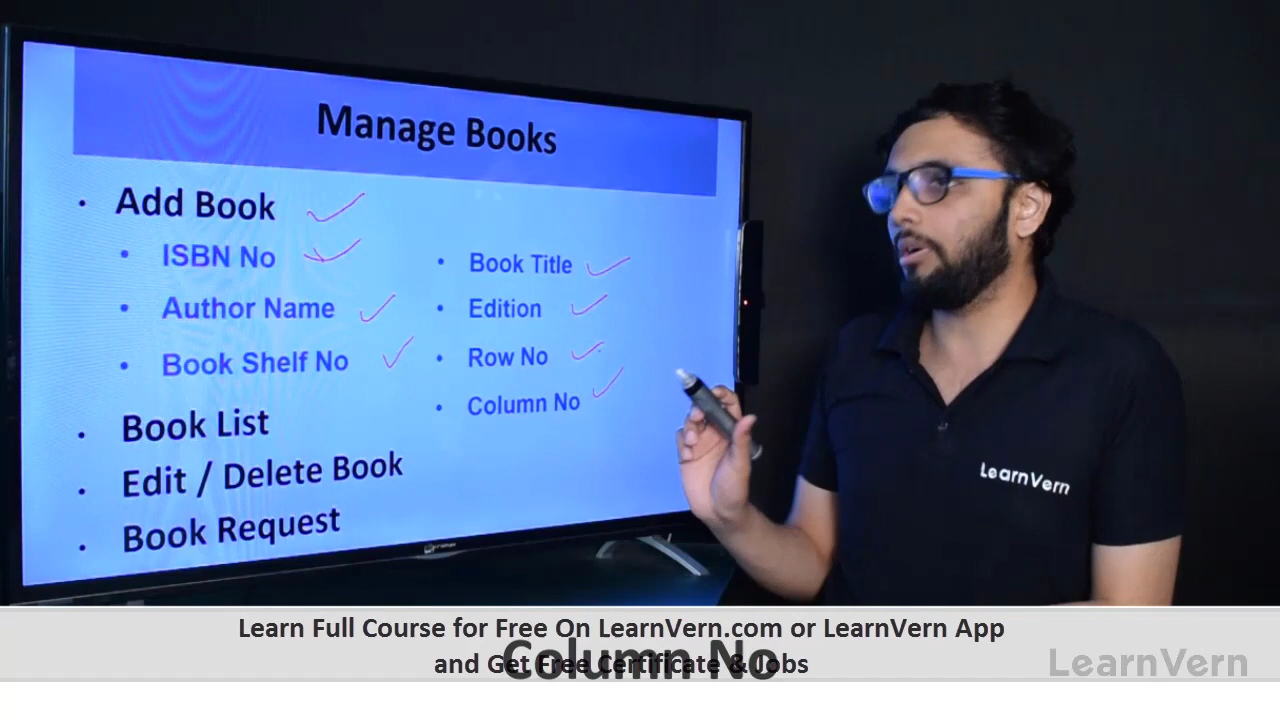 Manage Books
Add Book
ISBN No
Author Name
Book Shelf No
Book Title
Edition
Row No
Column No
Book List
Edit / Delete Book
Book Request
LearnVern
Learn Full Course for Free On LearnVern.com or LearnVern App
and Get Free Certificate & Jobs
Column No
LearnVern